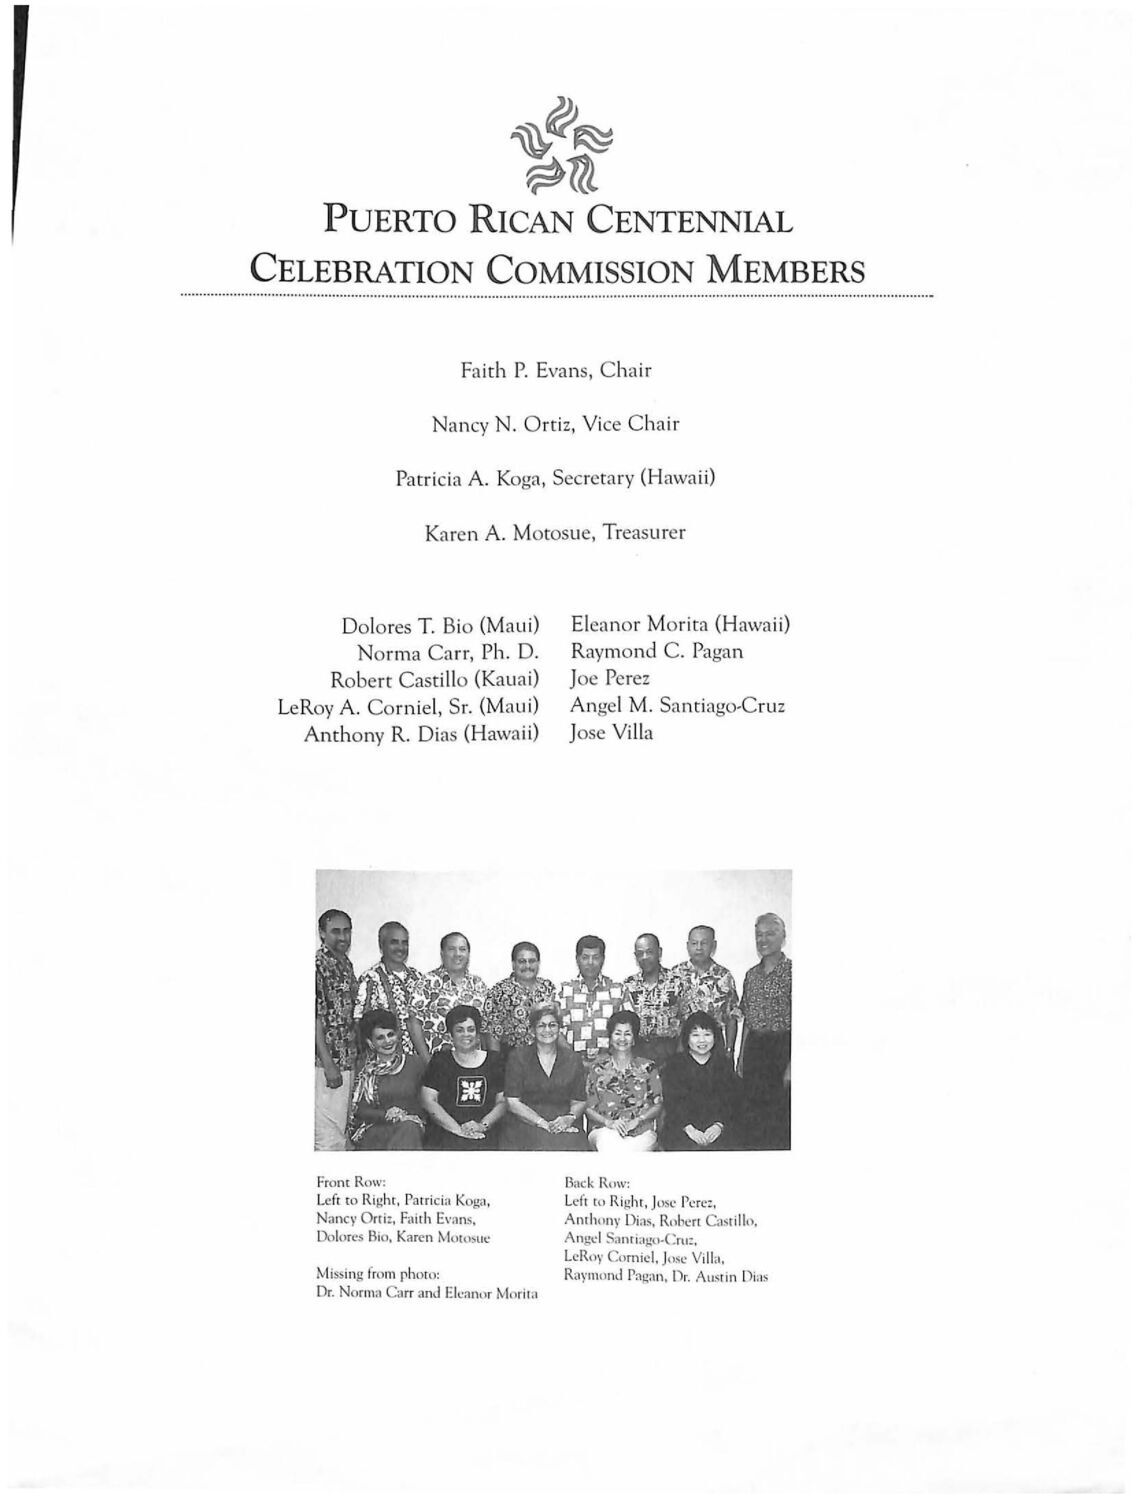 PUERTO RICAN CENTENNIAL
CELEBRATION COMMISSION MEMBERS
Faith P. Evans, Chair
Nancy N. Ortiz, Vice Chair
Patricia A. Koga, Secretary (Hawaii)
Karen A. Motosue, Treasurer
Dolores T. Bio (Maui)
Norma Carr, Ph. D.
Robert Castillo (Kauai)
LeRoy A. Corniel, Sr. (Maui)
Anthony R. Dias (Hawaii)
Eleanor Morita (Hawaii)
Raymond C. Pagan
Joe Perez
Angel M. Santiago-Cruz
Jose Villa
Front Row:
Left to Right, Patricia Koga,
Nancy Ortiz, Faith Evans,
Dolores Bio, Karen Motosue
Missing from photo:
Dr. Norma Carr and Eleanor Morita
Back Row:
Left to Right, Jose Perez,
Anthony Dias, Robert Castillo,
Angel Santiago-Cruz,
LeRoy Corniel, Jose Villa,
Raymond Pagan, Dr. Austin Dias